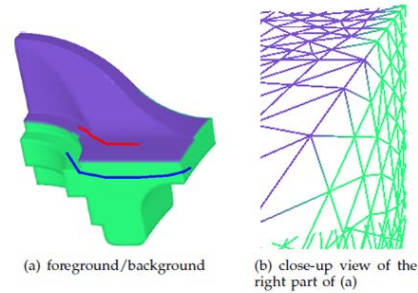 (a) foreground/background
(b) close-up view of the
right part of (a)